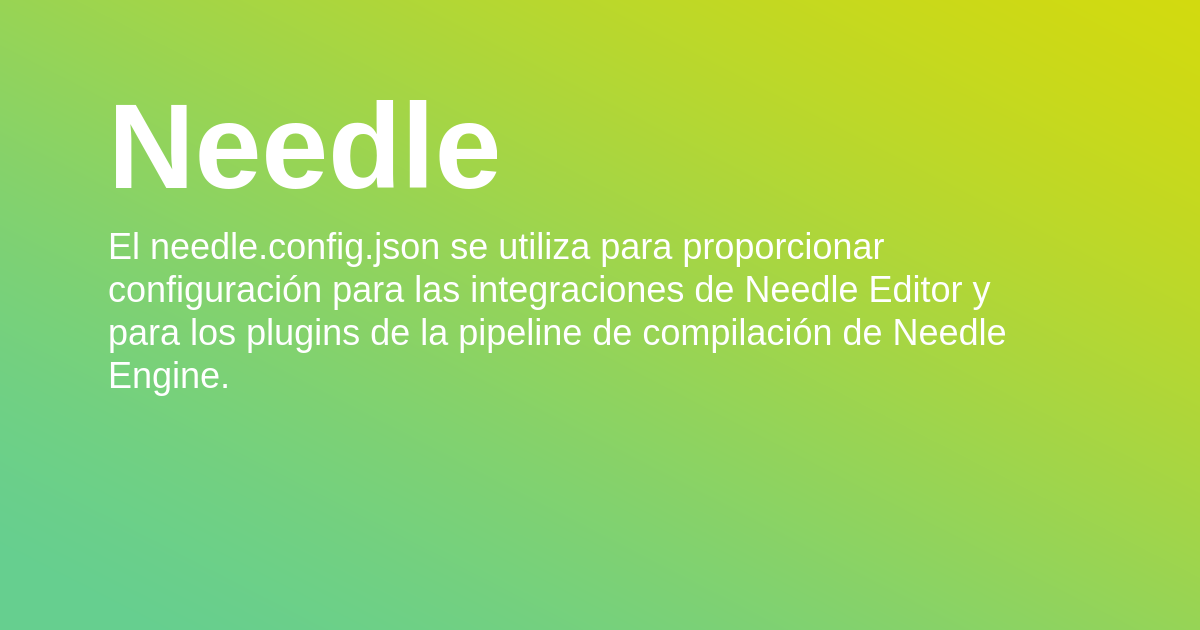 Needle
El needle.config.json se utiliza para proporcionar
configuración para las integraciones de Needle Editor y
para los plugins de la pipeline de compilación de Needle
Engine.